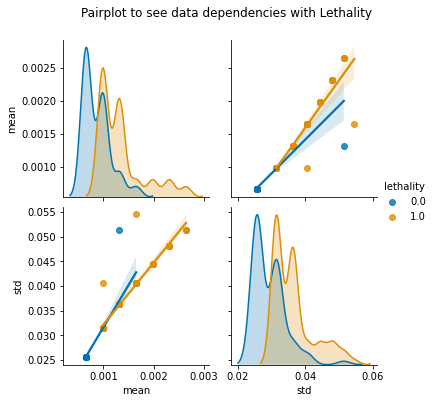 Pairplot to see data dependencies with Lethality
0.0025
0.0020
0.0015
0.0010
mean
lethality
0.0
1.0
0.055
0.050
0.045
0.040
0.035
0.030
0.025
std
0.001 0.002 0.003
mean
0.02 0.04 0.06
std